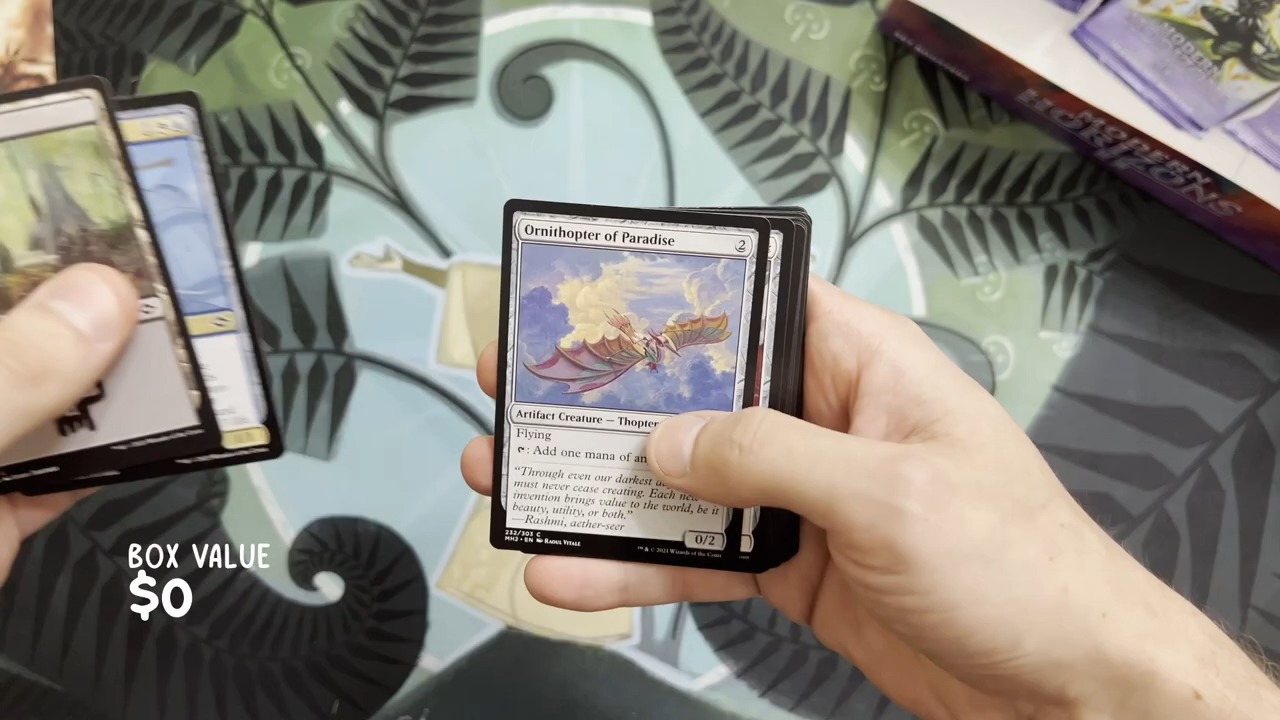 MODERN HORIZONS
Ornithopter of Paradise 2
Artifact Creature — Thopter
Flying
: Add one mana of an
"Through even our darkest
must never cease creating. Each new
invention brings value to the world, be it
beauty, utility, or both."
—Rashmi, aether-seer
0/2
232/303 C
MH2 • EN Raoul Vitale
™ & © 2021 Wizards of the Coast
BOX VALUE
$0